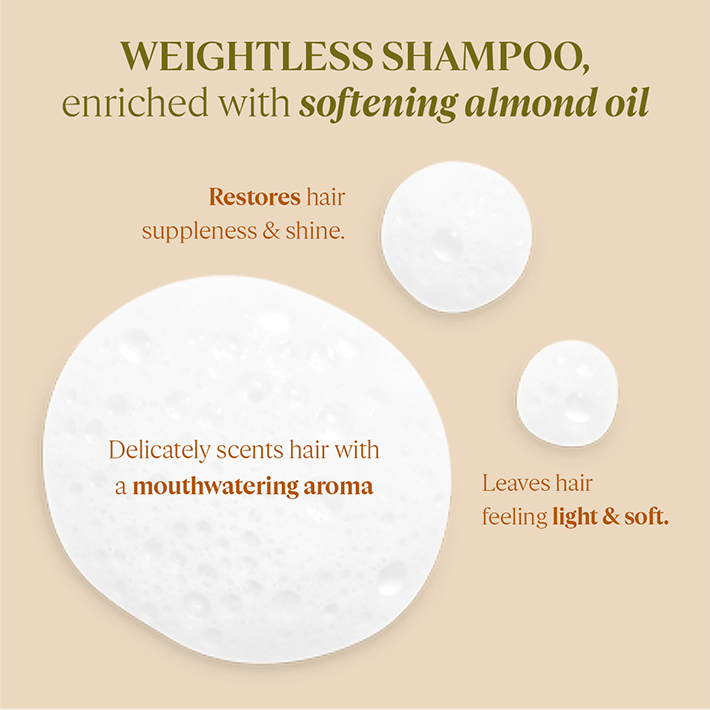 WEIGHTLESS SHAMPOO,
enriched with softening almond oil
Restores hair
suppleness & shine.
Delicately scents hair with
a mouthwatering aroma
Leaves hair
feeling light & soft.